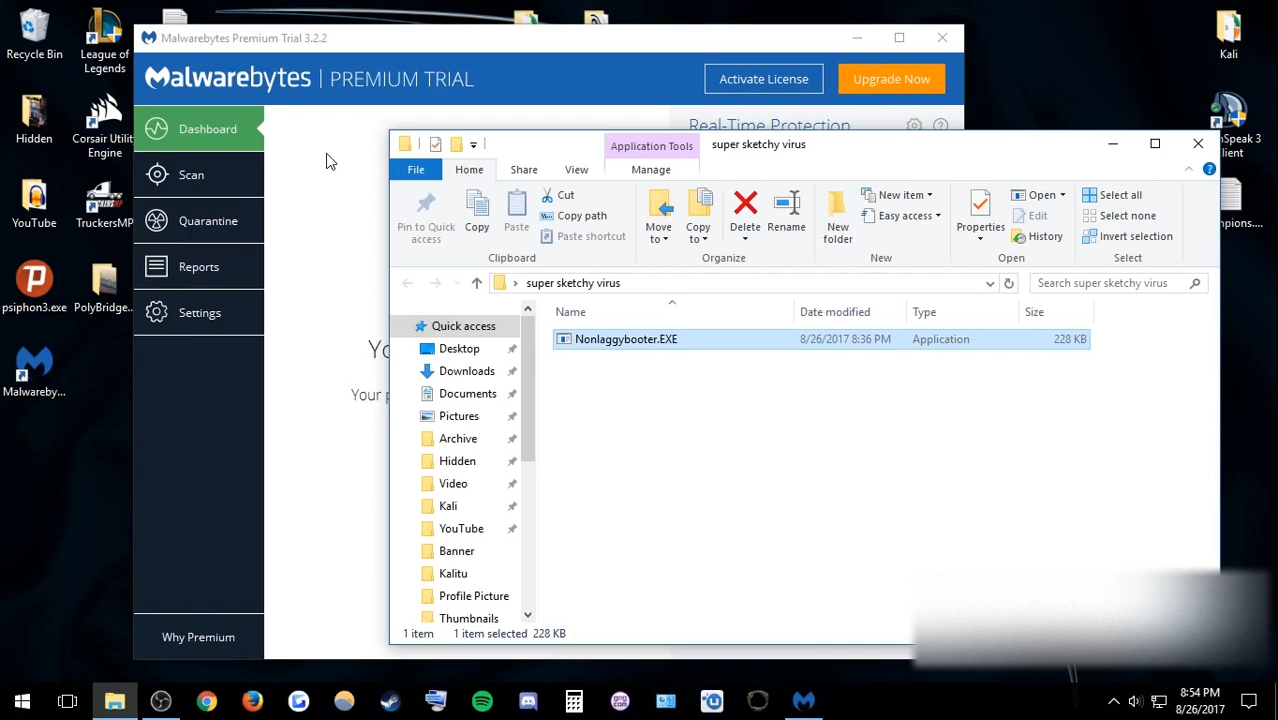 Recycle Bin
League of Legends
Hidden
Corsair Utility Engine
YouTube
TruckersMP
psiphon3.exe
PolyBridge...
Malwareby...
Kali
Malwarebytes Premium Trial 3.2.2
Malwarebytes | PREMIUM TRIAL
Activate License
Upgrade Now
Dashboard
Scan
Quarantine
Reports
Settings
Why Premium
Real-Time Protection
Your p
Application Tools
super sketchy virus
File
Home
Share
View
Manage
Pin to Quick access
Copy
Paste
Cut
Copy path
Paste shortcut
Clipboard
Move to
Copy to
Delete
Rename
Organize
New folder
New item
Easy access
New
Properties
Open
Edit
History
Open
Select all
Select none
Invert selection
Select
super sketchy virus
Search super sketchy virus
Name
Date modified
Type
Size
Nonlaggybooter.EXE
8/26/2017 8:36 PM
Application
228 KB
Quick access
Desktop
Downloads
Documents
Pictures
Archive
Hidden
Video
Kali
YouTube
Banner
Kalitu
Profile Picture
Thumbnails
1 item
1 item selected 228 KB
8:54 PM
8/26/2017